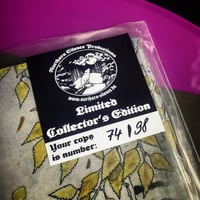 Northern Silence Productions
www.northern-silence.de
Limited
Collector's Edition
Your copy
is number: 74 / 98